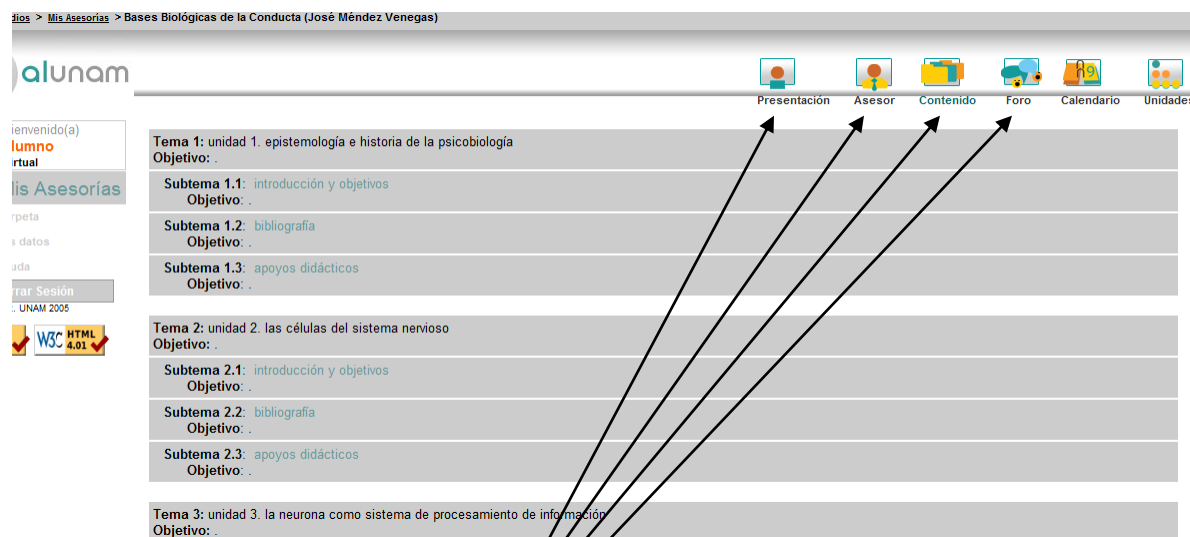 dios > Mis Asesorías > Bases Biológicas de la Conducta (José Méndez Venegas)
alunam
Presentación Asesor Contenido Foro Calendario Unidades
ienvenido(a)
lumno
irtual
lis Asesorías
rpeta
s datos
uda
rrar Sesión
. UNAM 2005
W3C HTML 4.01
Tema 1: unidad 1. epistemología e historia de la psicobiología
Objetivo: .
Subtema 1.1: introducción y objetivos
Objetivo: .
Subtema 1.2: bibliografía
Objetivo: .
Subtema 1.3: apoyos didácticos
Objetivo: .
Tema 2: unidad 2. las células del sistema nervioso
Objetivo: .
Subtema 2.1: introducción y objetivos
Objetivo: .
Subtema 2.2: bibliografía
Objetivo: .
Subtema 2.3: apoyos didácticos
Objetivo: .
Tema 3: unidad 3. la neurona como sistema de procesamiento de información
Objetivo: .